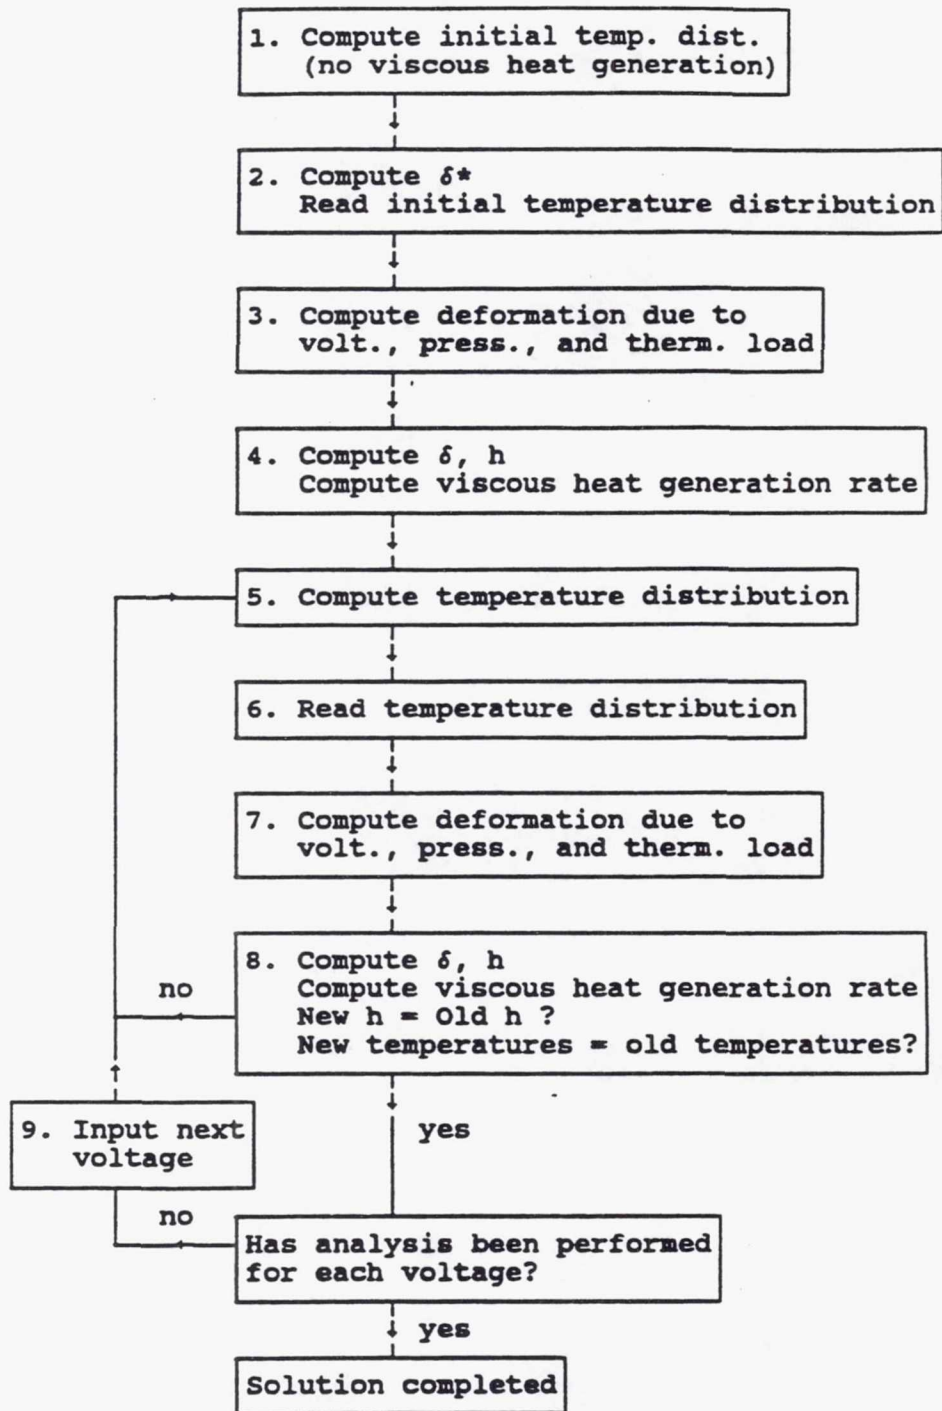 1. Compute initial temp. dist.
(no viscous heat generation)
2. Compute δ*
Read initial temperature distribution
3. Compute deformation due to
volt., press., and therm. load
4. Compute δ, h
Compute viscous heat generation rate
5. Compute temperature distribution
6. Read temperature distribution
7. Compute deformation due to
volt., press., and therm. load
8. Compute δ, h
Compute viscous heat generation rate
New h = Old h ?
New temperatures = old temperatures?
no
yes
9. Input next
voltage
no
Has analysis been performed
for each voltage?
yes
Solution completed